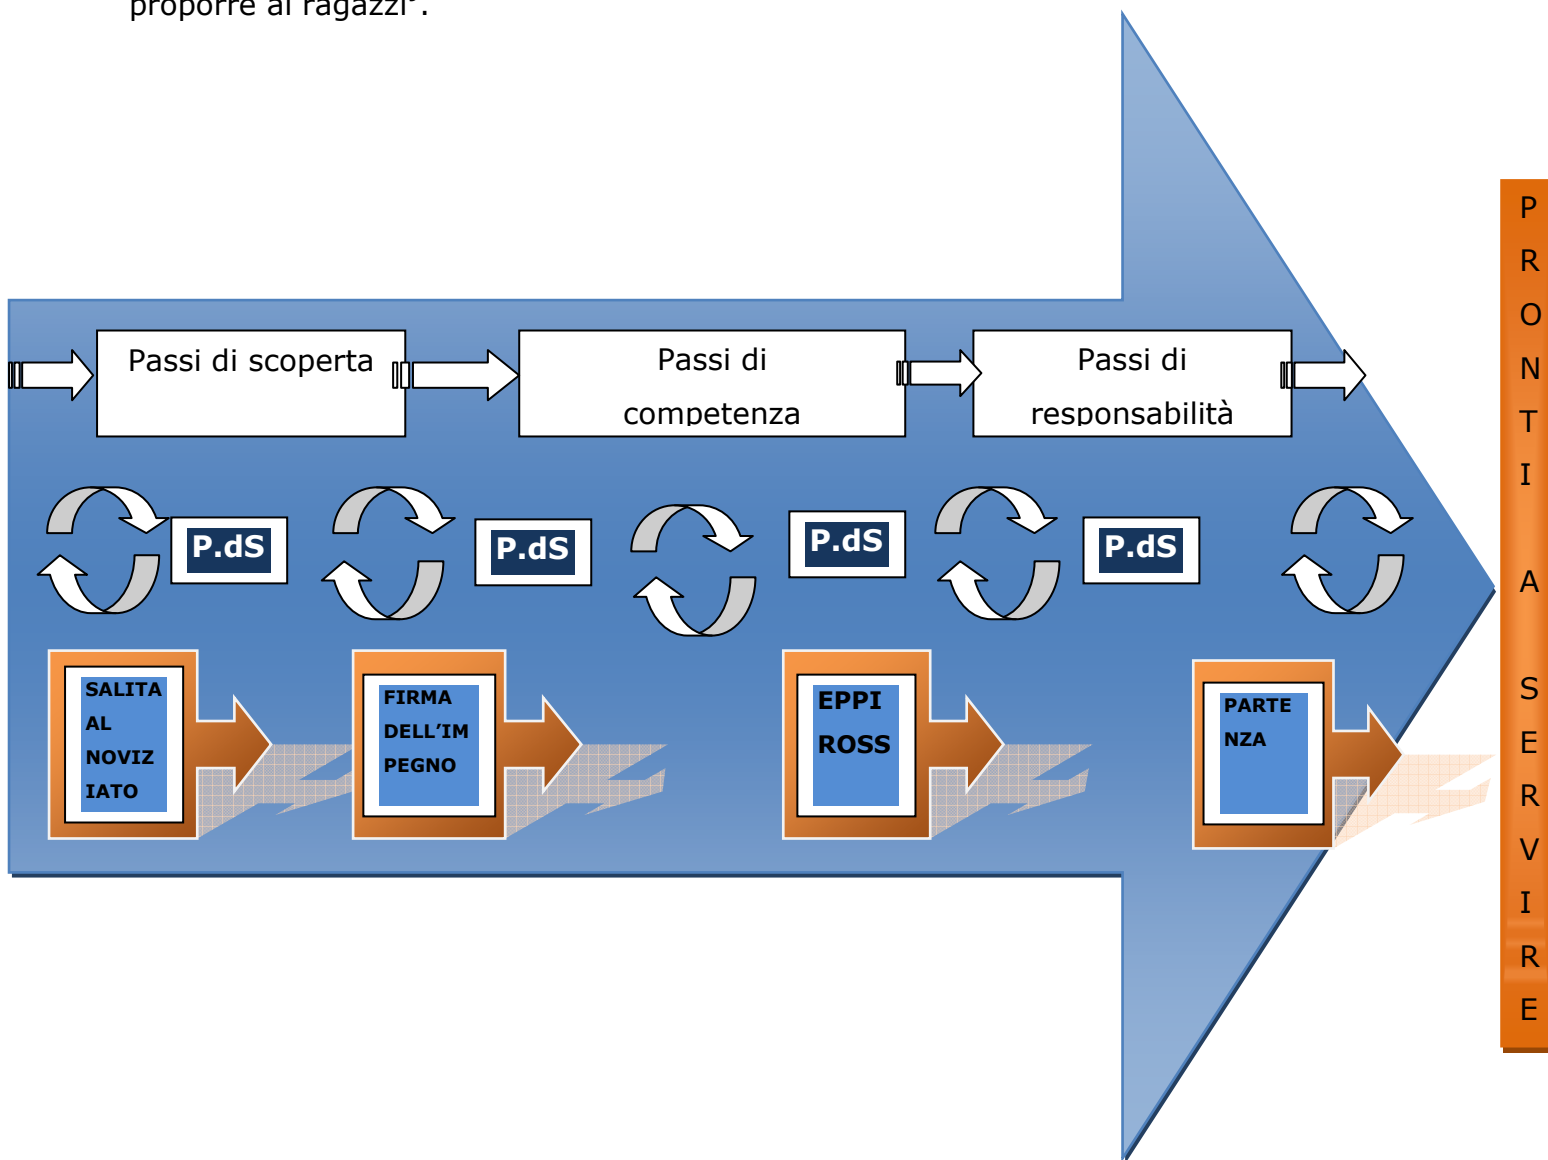 proporre ai ragazzi⁹.
Passi di scoperta
Passi di
competenza
Passi di
responsabilità
P.dS
P.dS
P.dS
P.dS
SALITA
AL
NOVIZ
IATO
FIRMA
DELL’IM
PEGNO
EPPI
ROSS
PARTE
NZA
P
R
O
N
T
I
A
S
E
R
V
I
R
E